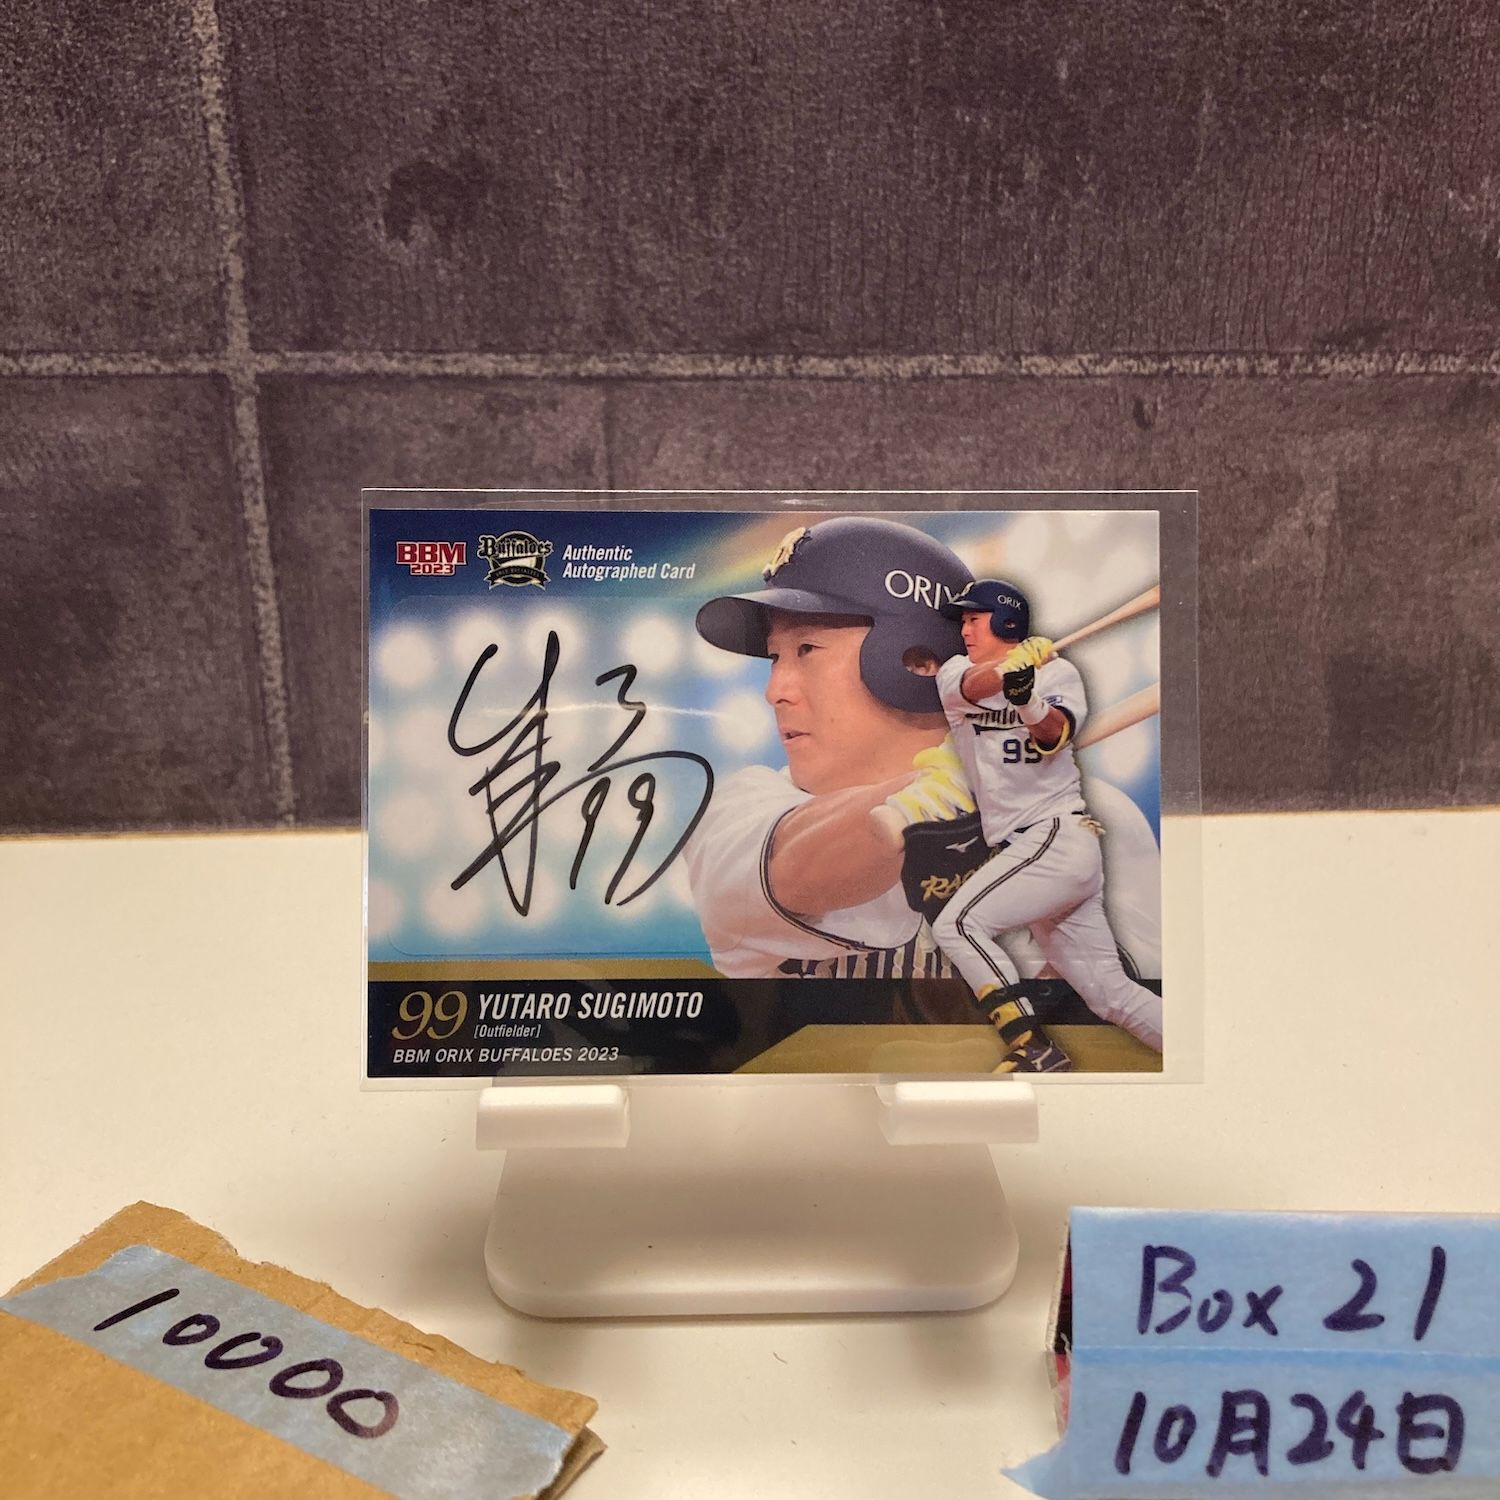 BBM
2023
Buffaloes
Authentic
Autographed Card
ORIX
ORIX
99
99
99 YUTARO SUGIMOTO
[Outfielder]
BBM ORIX BUFFALOES 2023
10000
Box 21
10月24日